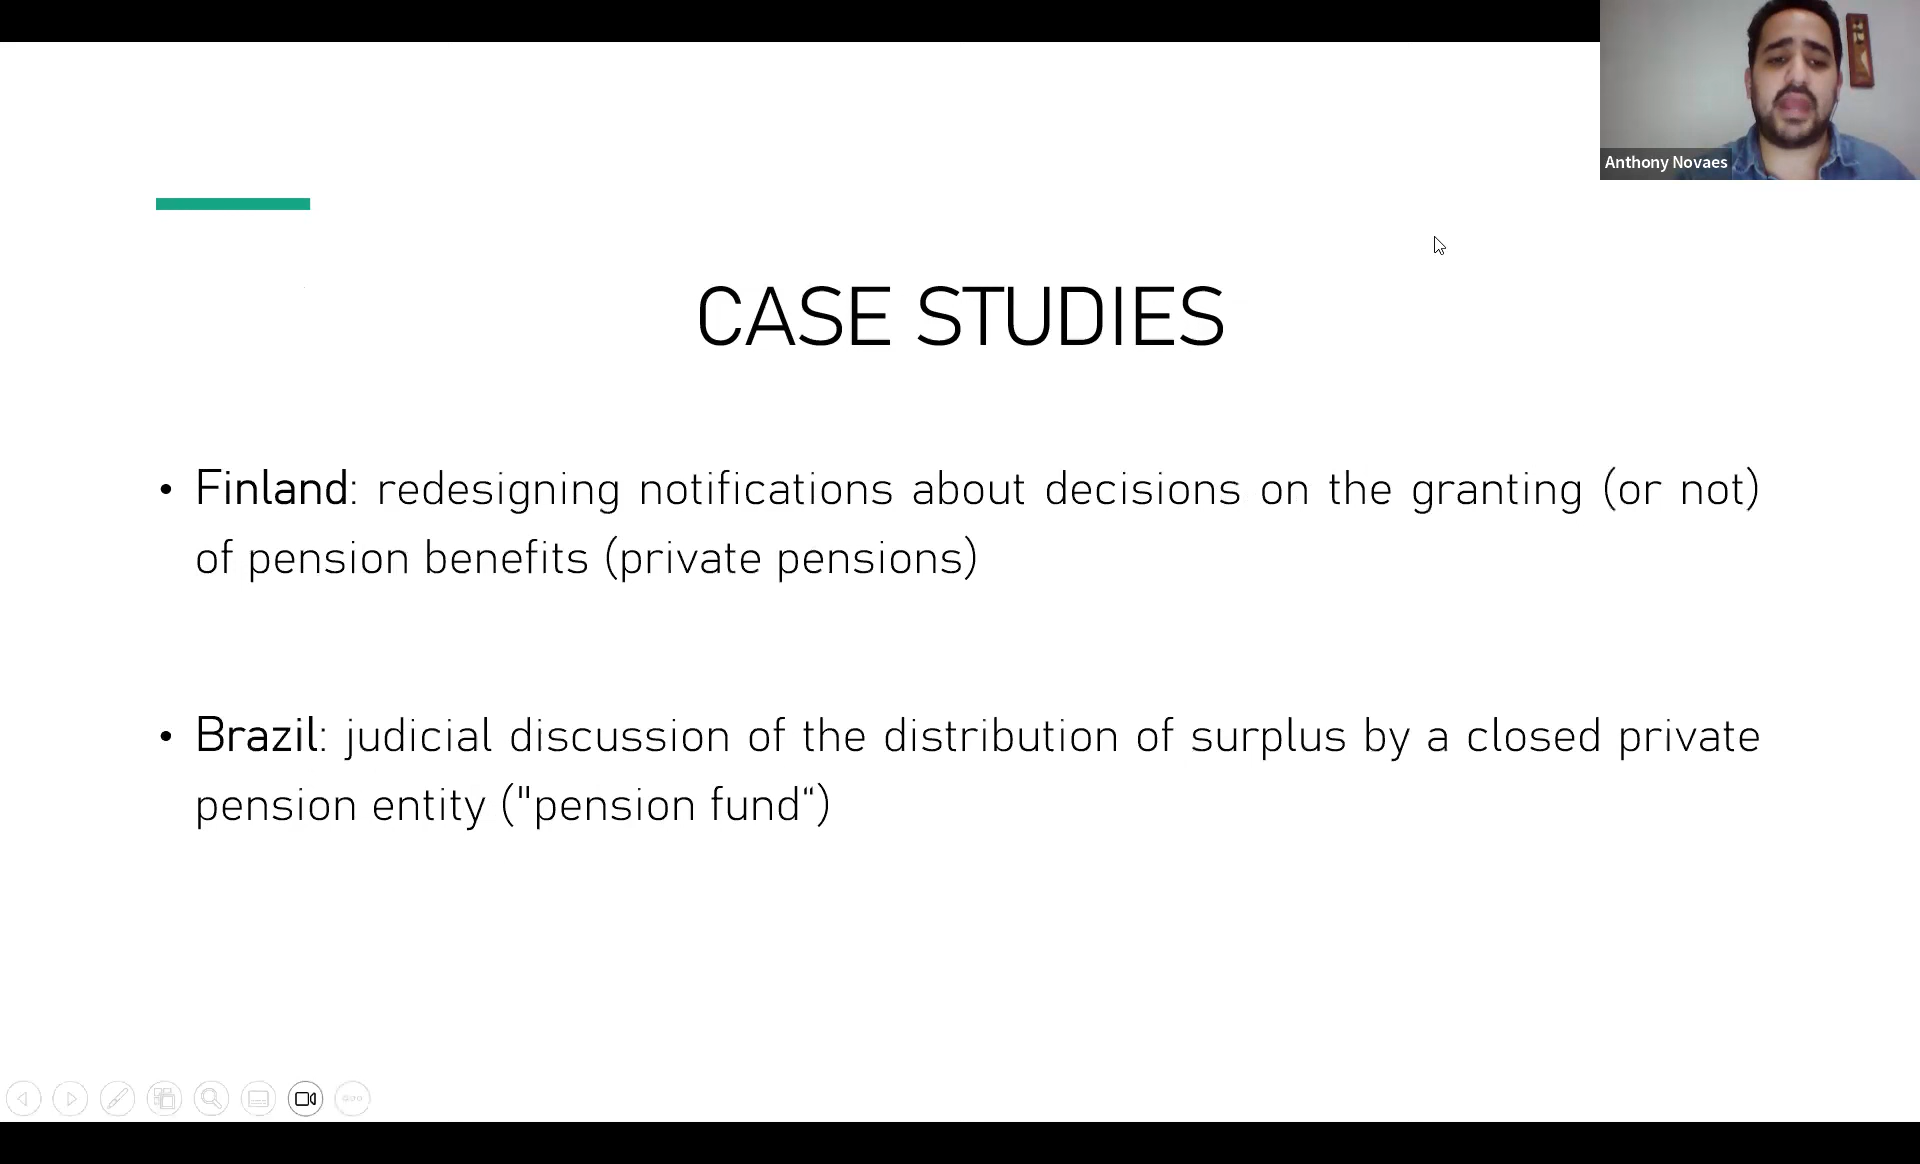 Anthony Novaes
CASE STUDIES
• Finland: redesigning notifications about decisions on the granting (or not)
of pension benefits (private pensions)
• Brazil: judicial discussion of the distribution of surplus by a closed private
pension entity ("pension fund“)